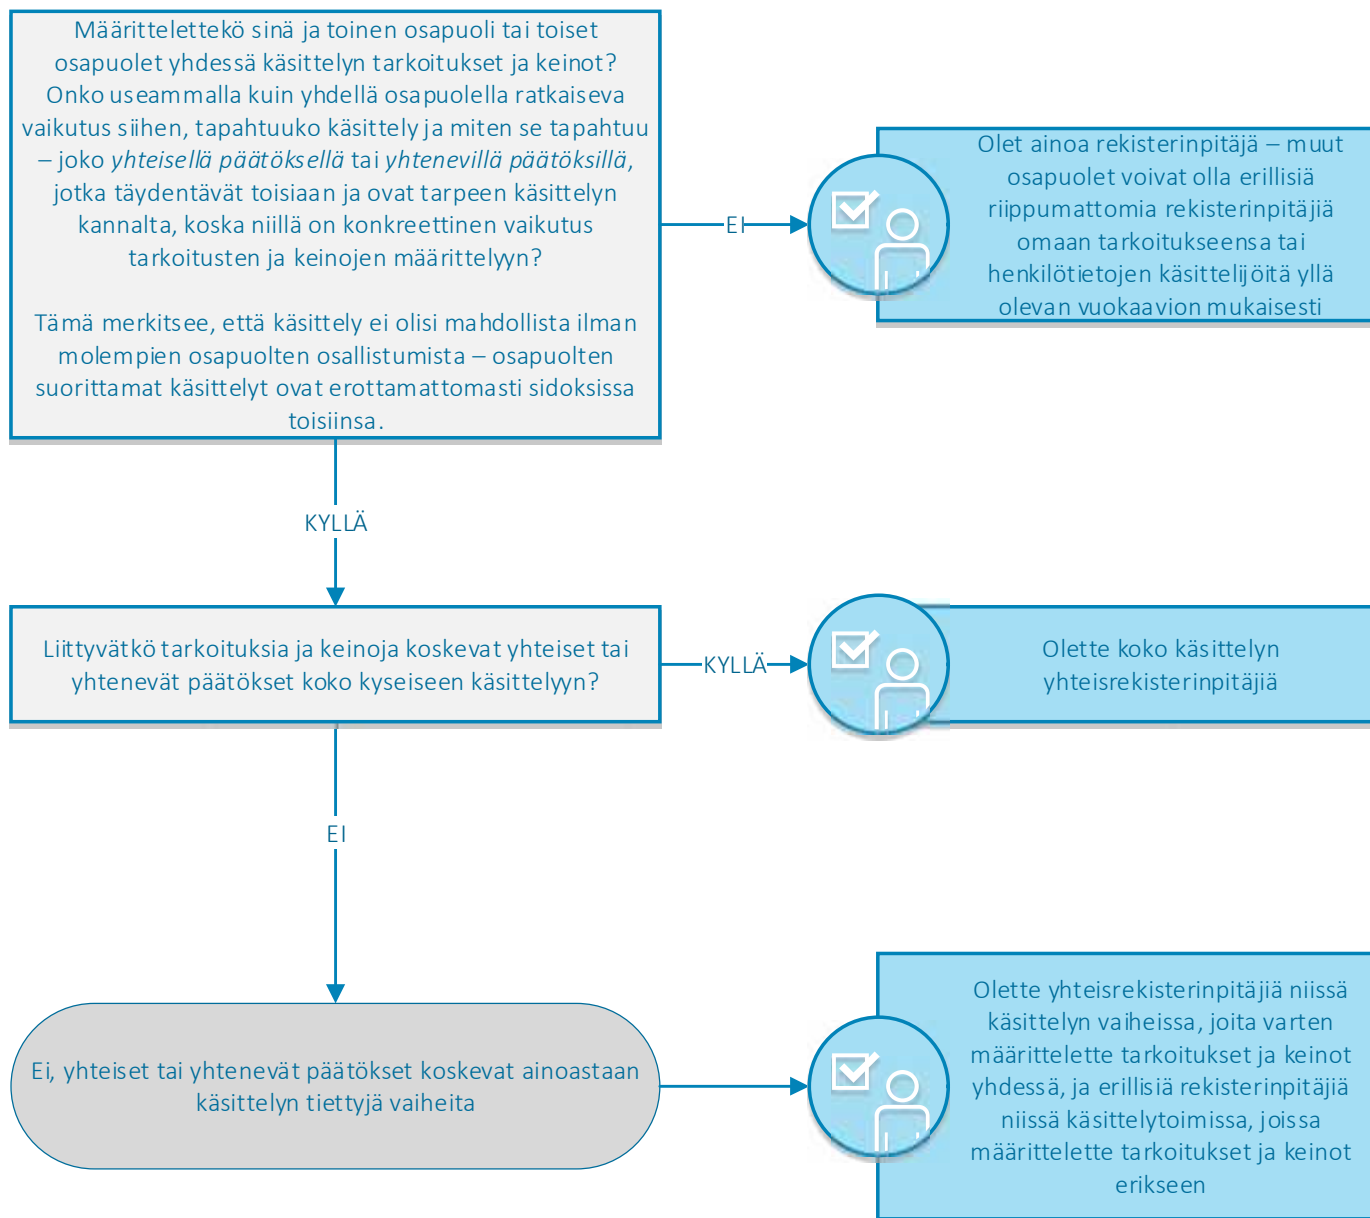 Määrittelettekö sinä ja toinen osapuoli tai toiset
osapuolet yhdessä käsittelyn tarkoitukset ja keinot?
Onko useammalla kuin yhdellä osapuolella ratkaiseva
vaikutus siihen, tapahtuuko käsittely ja miten se tapahtuu
– joko yhteisellä päätöksellä tai yhtenevillä päätöksillä,
jotka täydentävät toisiaan ja ovat tarpeen käsittelyn
kannalta, koska niillä on konkreettinen vaikutus
tarkoitusten ja keinojen määrittelyyn?
Tämä merkitsee, että käsittely ei olisi mahdollista ilman
molempien osapuolten osallistumista – osapuolten
suorittamat käsittelyt ovat erottamattomasti sidoksissa
toisiinsa.
EI
Olet ainoa rekisterinpitäjä – muut
osapuolet voivat olla erillisiä
riippumattomia rekisterinpitäjiä
omaan tarkoitukseensa tai
henkilötietojen käsittelijöitä yllä
olevan vuokaavion mukaisesti
KYLLÄ
Liittyvätkö tarkoituksia ja keinoja koskevat yhteiset tai
yhtenevät päätökset koko kyseiseen käsittelyyn?
KYLLÄ
Olette koko käsittelyn
yhteisrekisterinpitäjiä
EI
Ei, yhteiset tai yhtenevät päätökset koskevat ainoastaan
käsittelyn tiettyjä vaiheita
Olette yhteisrekisterinpitäjiä niissä
käsittelyn vaiheissa, joita varten
määrittelette tarkoitukset ja keinot
yhdessä, ja erillisiä rekisterinpitäjiä
niissä käsittelytoimissa, joissa
määrittelette tarkoitukset ja keinot
erikseen